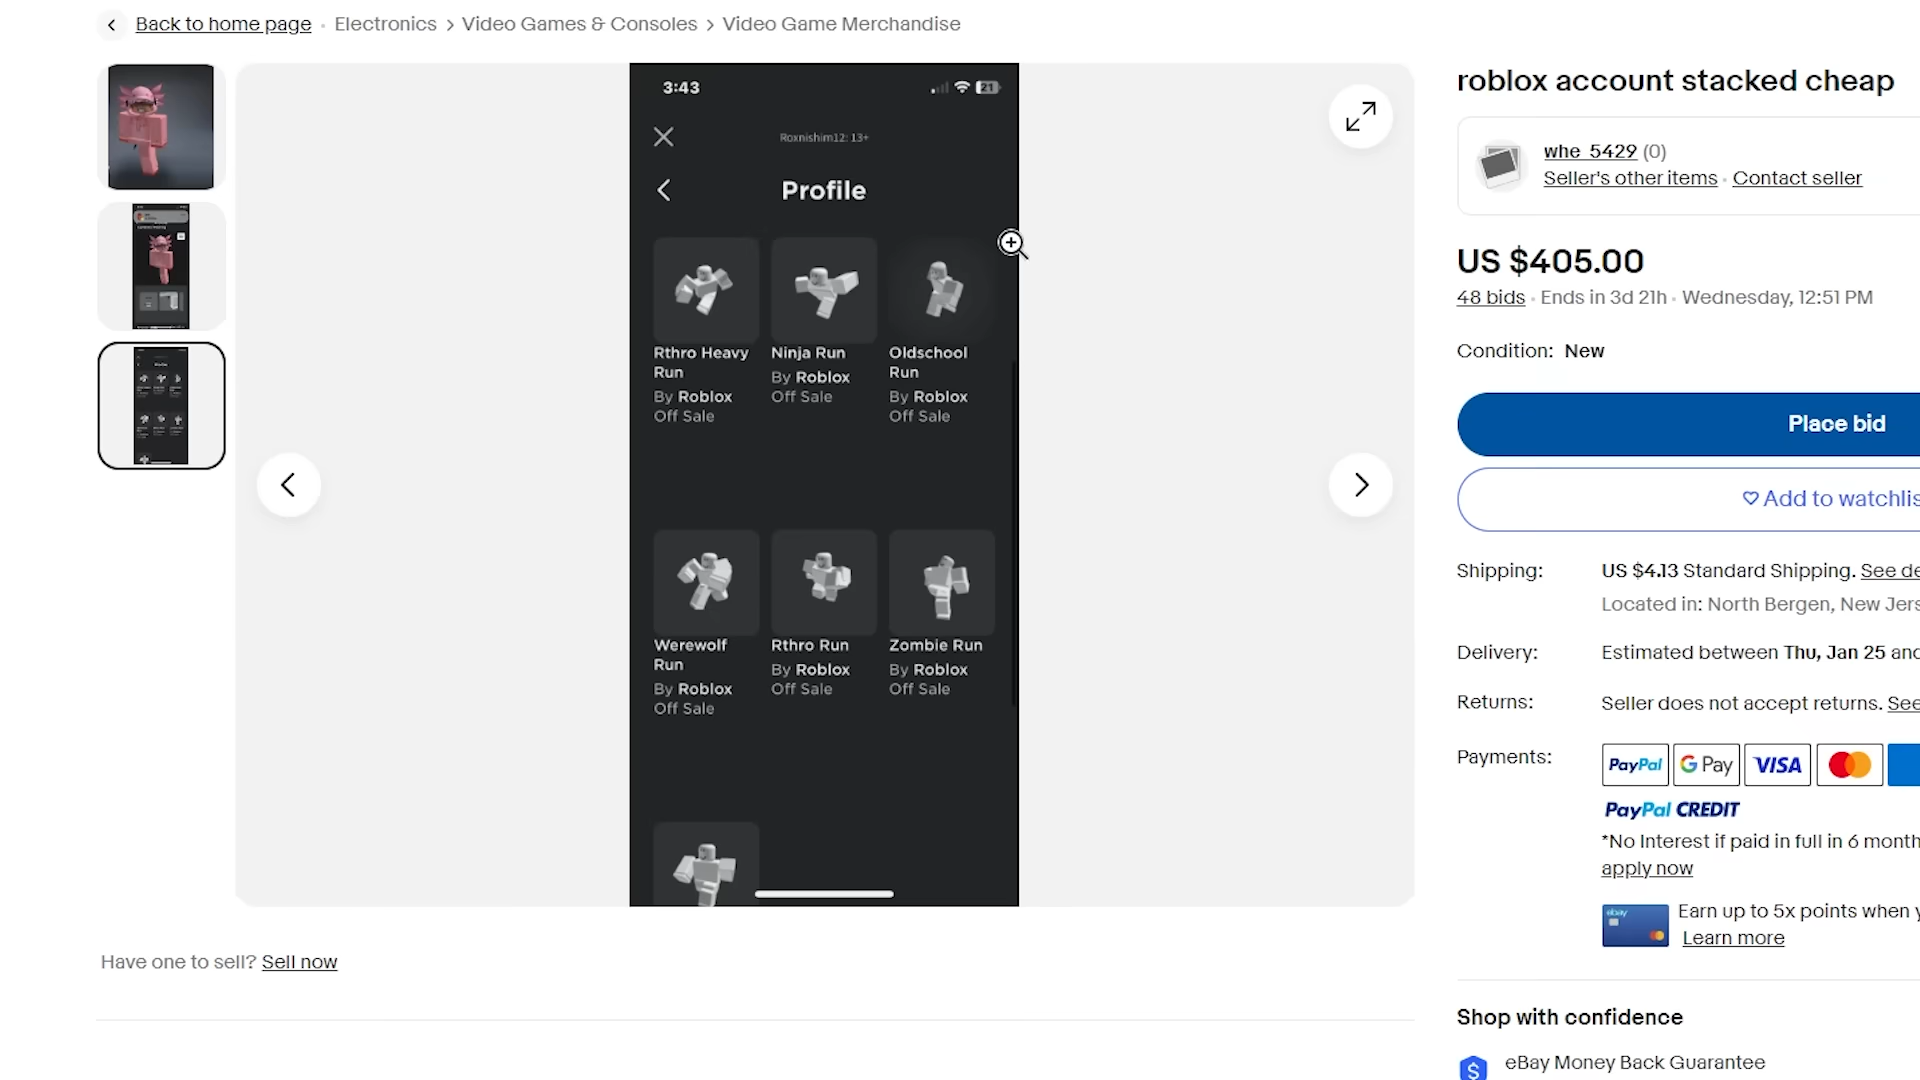 Back to home page · Electronics > Video Games & Consoles > Video Game Merchandise
3:43
21
Roxnishim12: 13+
Profile
Rthro Heavy Run
By Roblox
Off Sale
Ninja Run
By Roblox
Off Sale
Oldschool Run
By Roblox
Off Sale
Werewolf Run
By Roblox
Off Sale
Rthro Run
By Roblox
Off Sale
Zombie Run
By Roblox
Off Sale
Have one to sell? Sell now
roblox account stacked cheap
whe_5429 (0)
Seller's other items · Contact seller
US $405.00
48 bids · Ends in 3d 21h · Wednesday, 12:51 PM
Condition: New
Place bid
Add to watchlis
Shipping: US $4.13 Standard Shipping. See de
Located in: North Bergen, New Jers
Delivery: Estimated between Thu, Jan 25 and
Returns: Seller does not accept returns. See
Payments: PayPal G Pay VISA
PayPal CREDIT
*No Interest if paid in full in 6 month
apply now
ebay
Earn up to 5x points when y
Learn more
Shop with confidence
eBay Money Back Guarantee